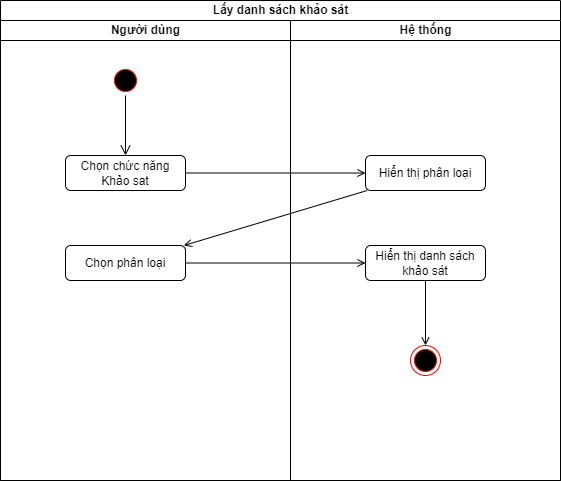 Lấy danh sách khảo sát
Người dùng
Hệ thống
Chọn chức năng
Khảo sat
Hiển thị phân loại
Chọn phân loại
Hiển thị danh sách
khảo sát